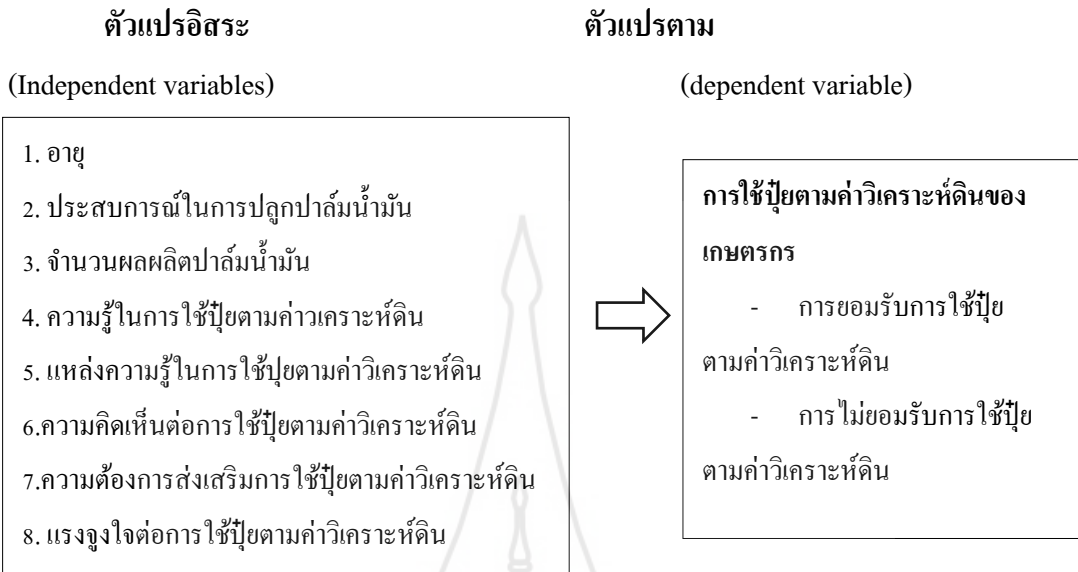 ตัวแปรอิสระ
(Independent variables)
1. อายุ
2. ประสบการณ์ในการปลูกปาล์มน้ำมัน
3. จำนวนผลผลิตปาล์มน้ำมัน
4. ความรู้ในการใช้ปุ๋ยตามค่าวเคราะห์ดิน
5. แหล่งความรู้ในการใช้ปุยตามค่าวิเคราะห์ดิน
6.ความคิดเห็นต่อการใช้ปุ๋ยตามค่าวิเคราะห์ดิน
7.ความต้องการส่งเสริมการใช้ปุ๋ยตามค่าวิเคราะห์ดิน
8. แรงจูงใจต่อการใช้ปุ๋ยตามค่าวิเคราะห์ดิน
ตัวแปรตาม
(dependent variable)
การใช้ปุ๋ยตามค่าวิเคราะห์ดินของ
เกษตรกร
- การยอมรับการใช้ปุ๋ย
ตามค่าวิเคราะห์ดิน
- การไม่ยอมรับการใช้ปุ๋ย
ตามค่าวิเคราะห์ดิน